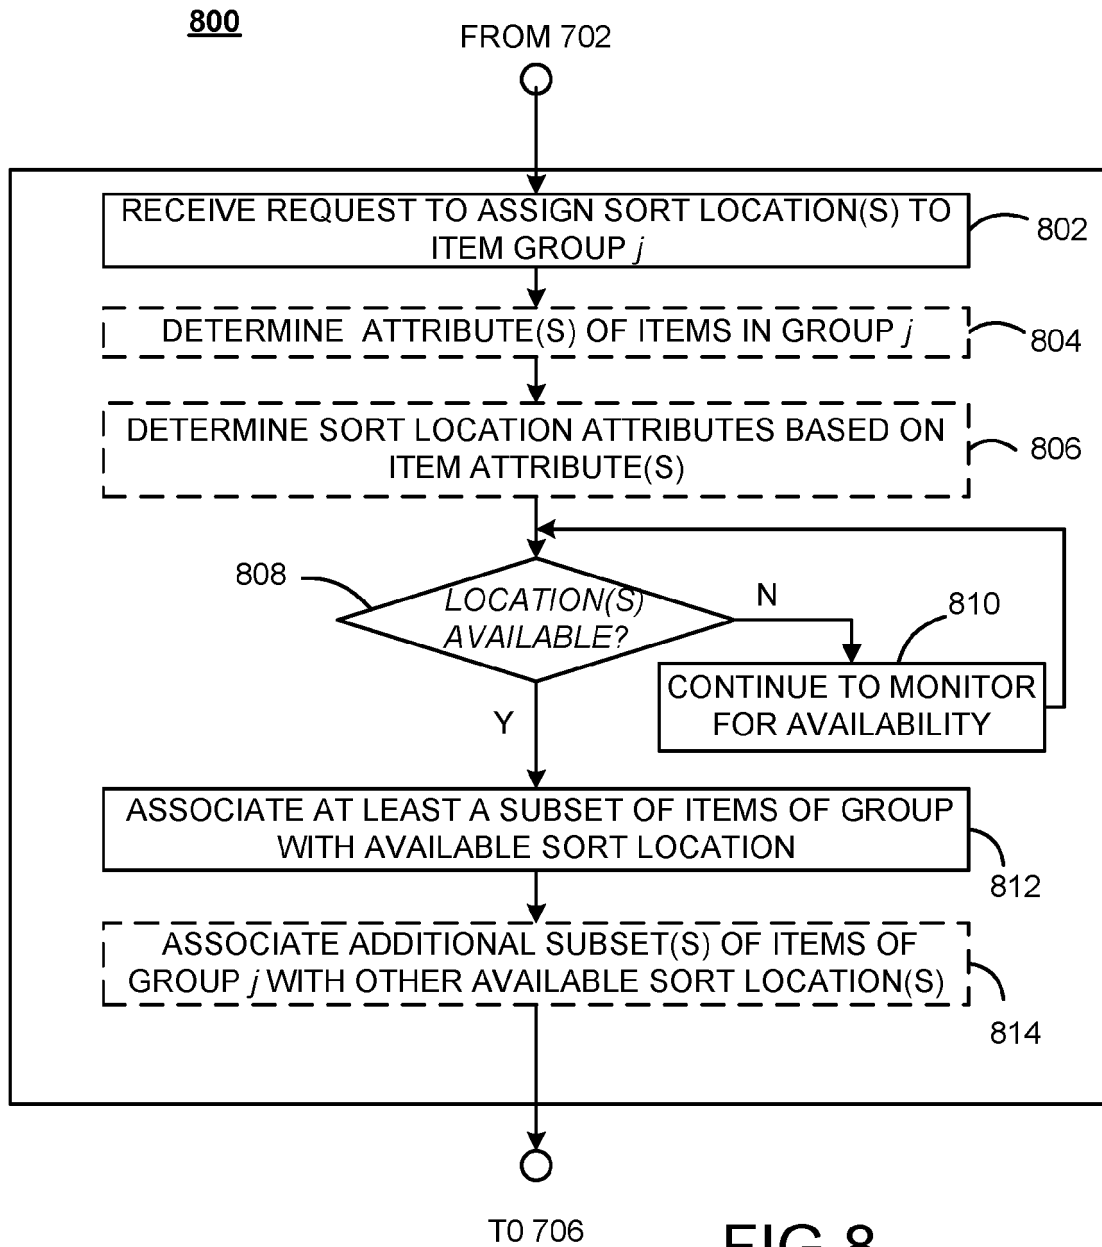 800
FROM 702
RECEIVE REQUEST TO ASSIGN SORT LOCATION(S) TO
ITEM GROUP j
802
DETERMINE ATTRIBUTE(S) OF ITEMS IN GROUP j
804
DETERMINE SORT LOCATION ATTRIBUTES BASED ON
ITEM ATTRIBUTE(S)
806
808
LOCATION(S)
AVAILABLE?
N
810
CONTINUE TO MONITOR
FOR AVAILABILITY
Y
ASSOCIATE AT LEAST A SUBSET OF ITEMS OF GROUP
WITH AVAILABLE SORT LOCATION
812
ASSOCIATE ADDITIONAL SUBSET(S) OF ITEMS OF
GROUP j WITH OTHER AVAILABLE SORT LOCATION(S)
814
T0 706
FIG 8